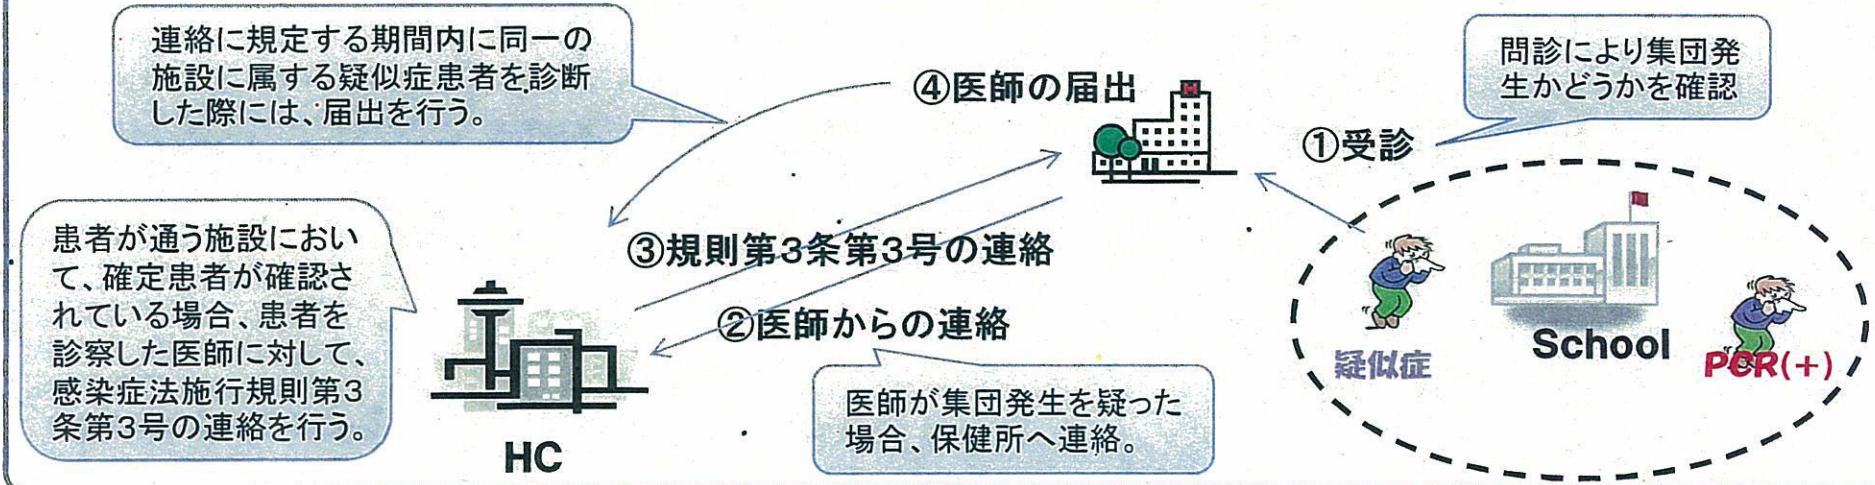 連絡に規定する期間内に同一の
施設に属する疑似症患者を診断
した際には、届出を行う。
④医師の届出
問診により集団発
生かどうかを確認
①受診
患者が通う施設におい
て、確定患者が確認さ
れている場合、患者を
診察した医師に対して、
感染症法施行規則第3
条第3号の連絡を行う。
③規則第3条第3号の連絡
②医師からの連絡
医師が集団発生を疑った
場合、保健所へ連絡。
HC
H
疑似症
School
PCR(+)